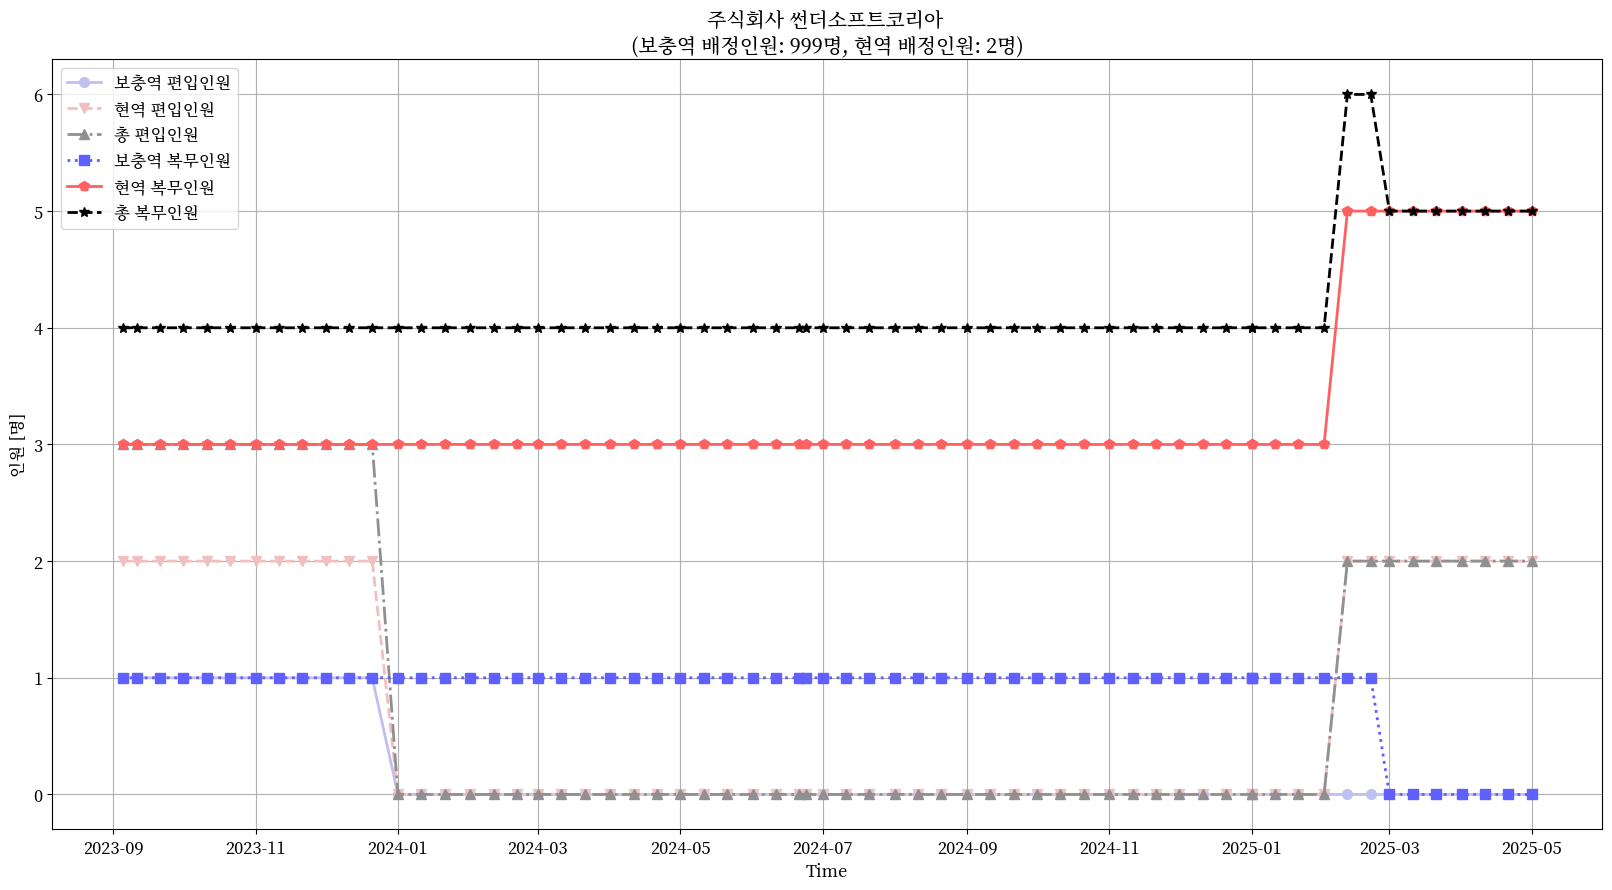 주식회사 썬더소프트코리아
(보충역 배정인원: 999명, 현역 배정인원: 2명)
보충역 편입인원
현역 편입인원
총 편입인원
보충역 복무인원
현역 복무인원
총 복무인원
인원 [명]
6
5
4
3
2
1
0
2023-09 2023-11 2024-01 2024-03 2024-05 2024-07 2024-09 2024-11 2025-01 2025-03 2025-05
Time